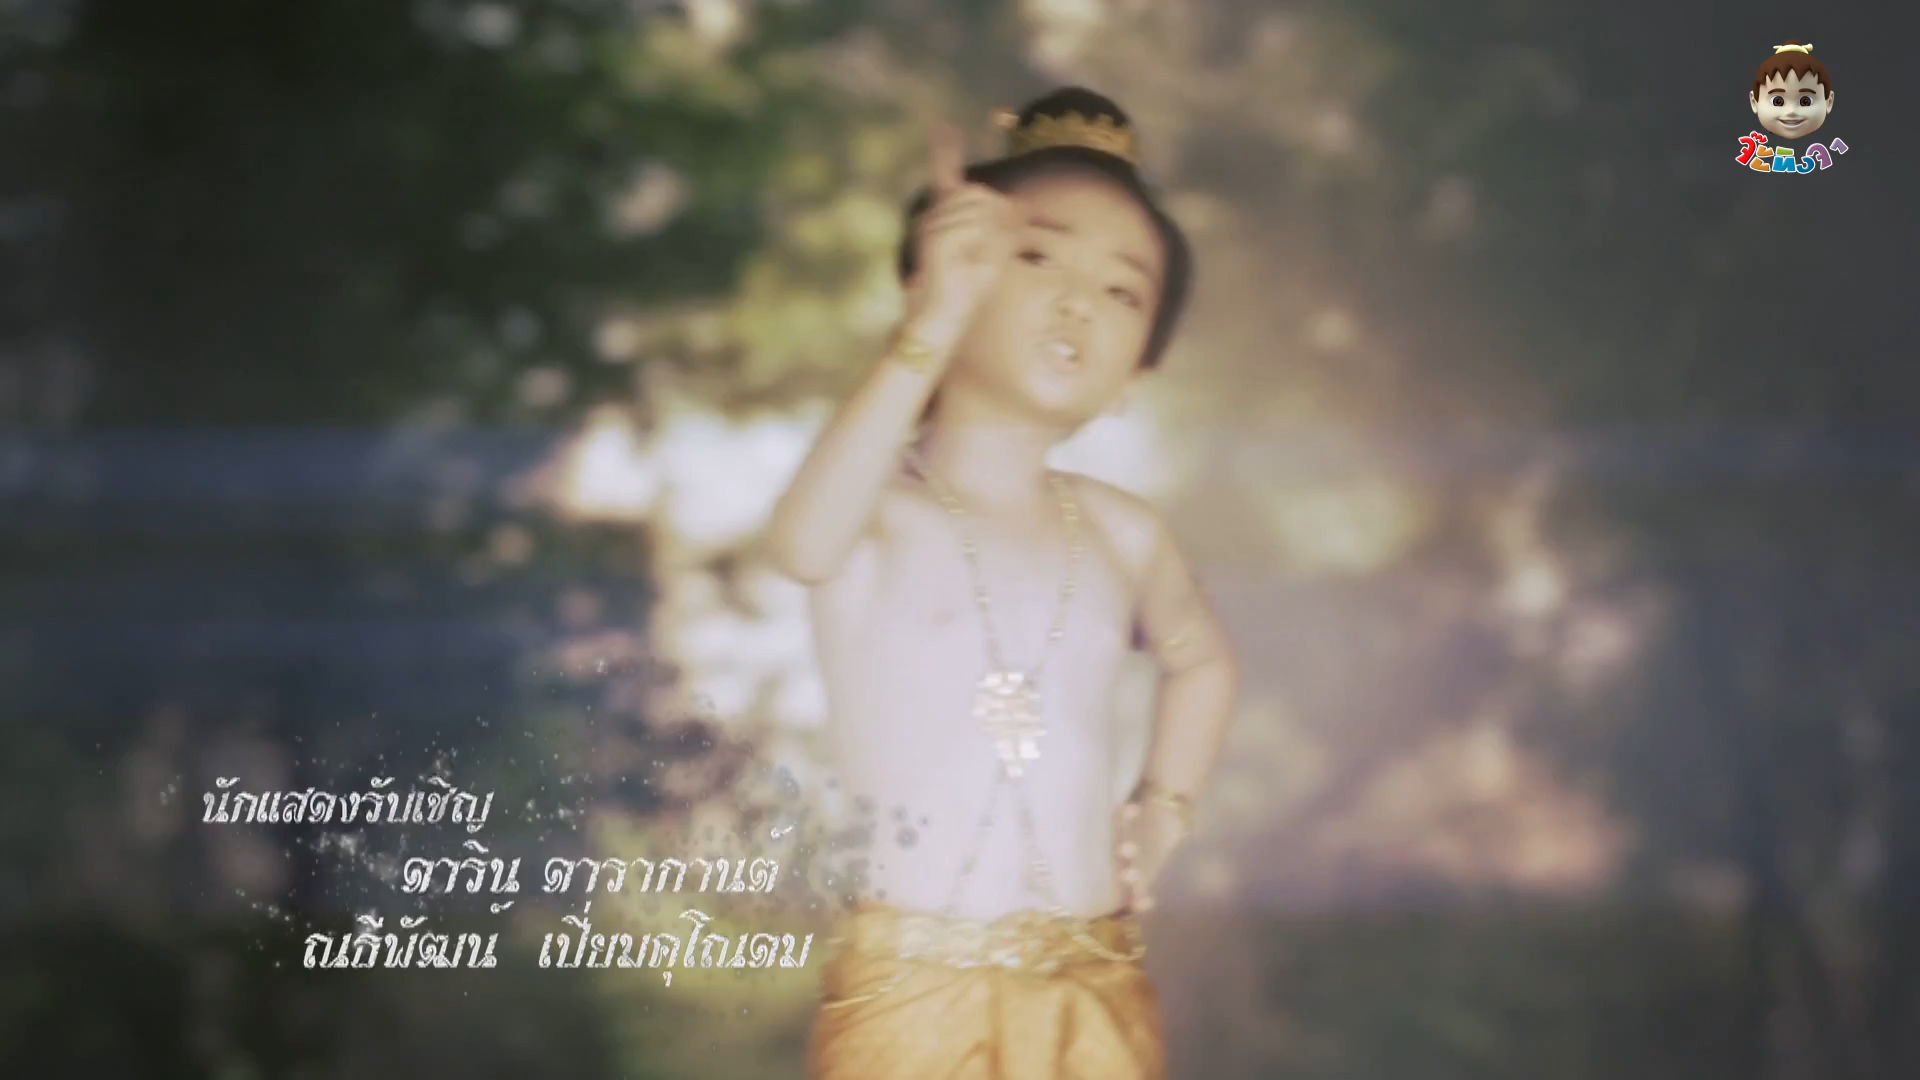 จ๊ะทิงจา
นักแสดงรับเชิญ
ดาริน ดารากานต์
ณธีพัฒน์ เปี่ยมคุโณดม